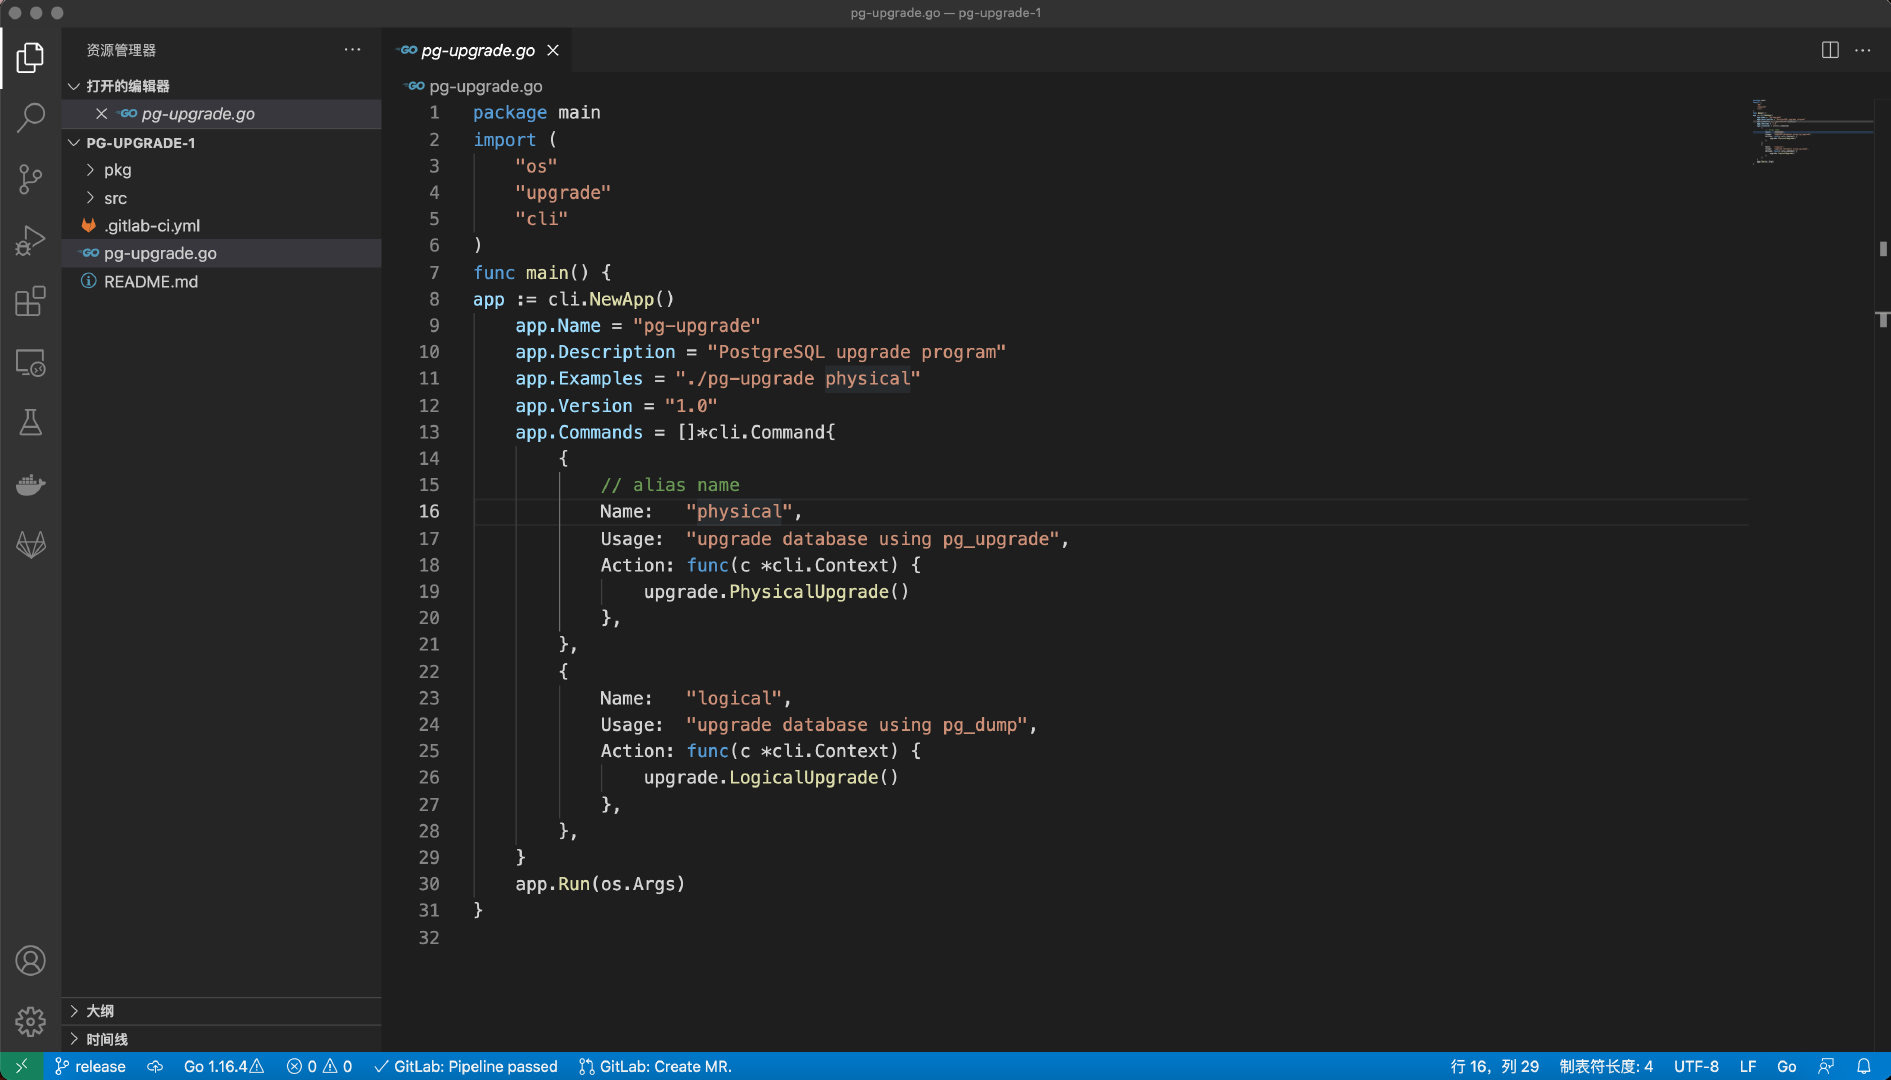 pg-upgrade.go — pg-upgrade-1
资源管理器
打开的编辑器
pg-upgrade.go
PG-UPGRADE-1
pkg
src
.gitlab-ci.yml
GO pg-upgrade.go
README.md
大纲
时间线
GO pg-upgrade.go
GO pg-upgrade.go
1 package main
2 import (
3 "os"
4 "upgrade"
5 "cli"
6 )
7 func main() {
8 app := cli.NewApp()
9 app.Name = "pg-upgrade"
10 app.Description = "PostgreSQL upgrade program"
11 app.Examples = "./pg-upgrade physical"
12 app.Version = "1.0"
13 app.Commands = []*cli.Command{
14 {
15 // alias name
16 Name: "physical",
17 Usage: "upgrade database using pg_upgrade",
18 Action: func(c *cli.Context) {
19 upgrade.PhysicalUpgrade()
20 },
21 },
22 {
23 Name: "logical",
24 Usage: "upgrade database using pg_dump",
25 Action: func(c *cli.Context) {
26 upgrade.LogicalUpgrade()
27 },
28 },
29 }
30 app.Run(os.Args)
31 }
32
release Go 1.16.4 0 0 GitLab: Pipeline passed GitLab: Create MR. 行 16，列 29 制表符长度: 4 UTF-8 LF Go